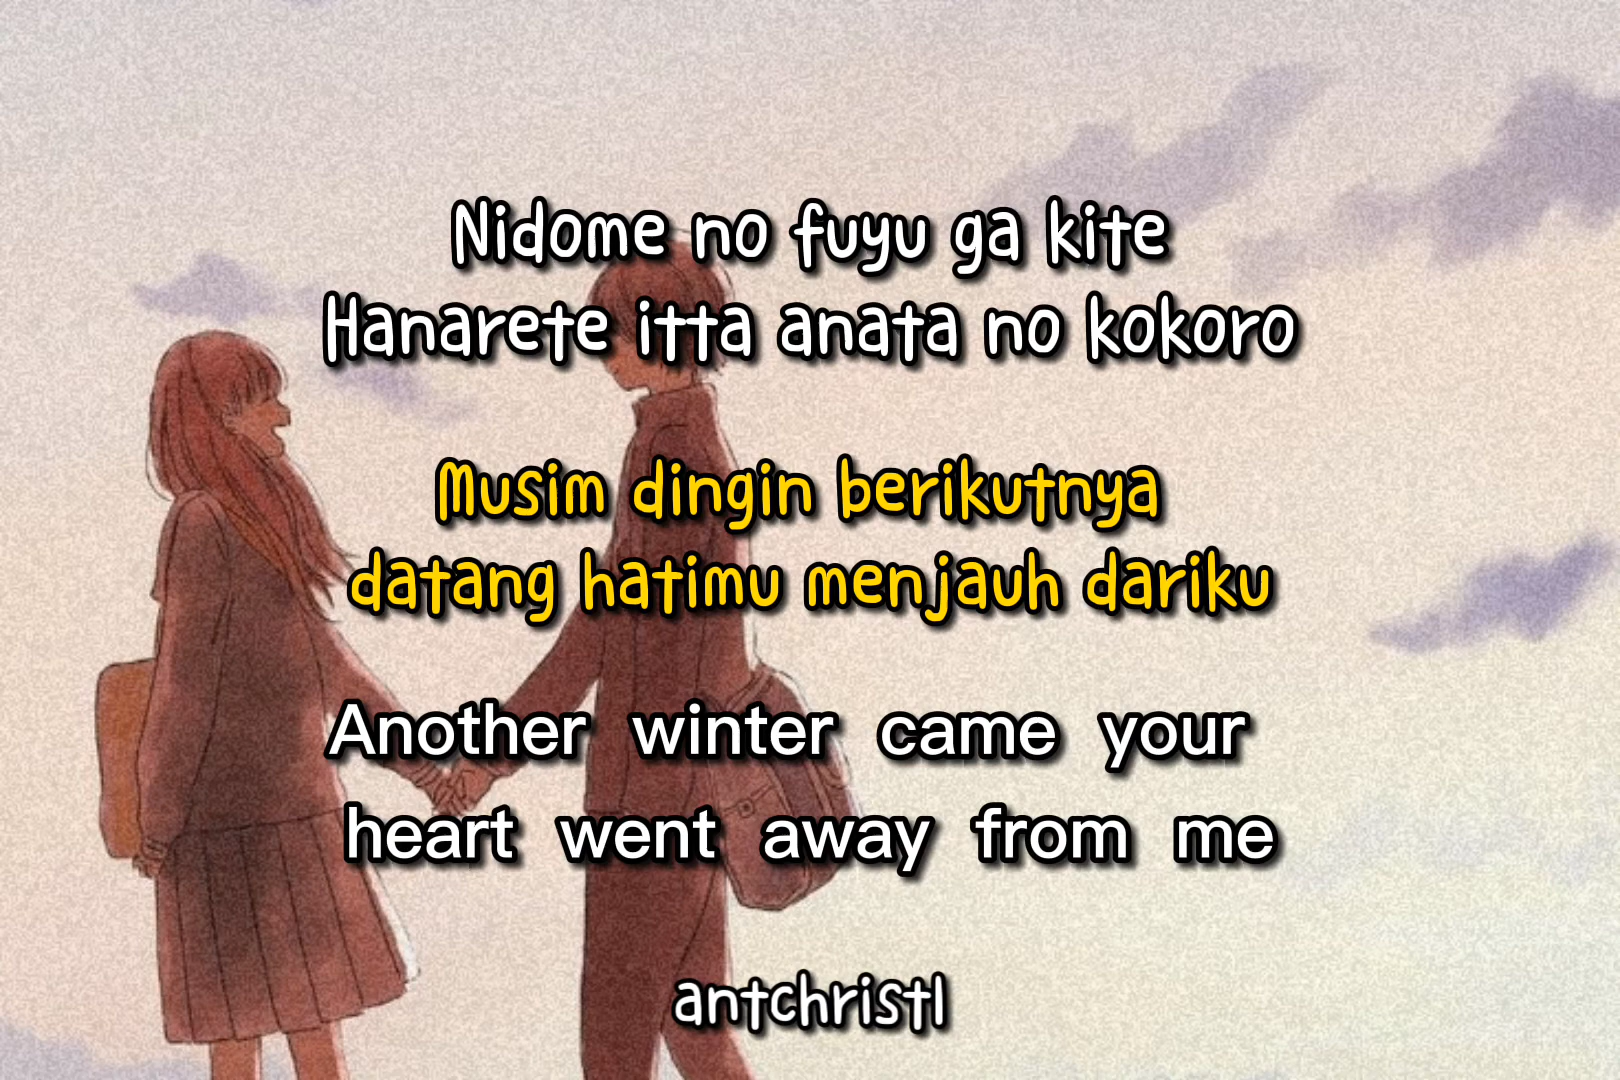 Nidome no fuyu ga kite
Hanarete itta anata no kokoro
Musim dingin berikutnya
datang hatimu menjauh dariku
Another winter came your
heart went away from me
antchristl